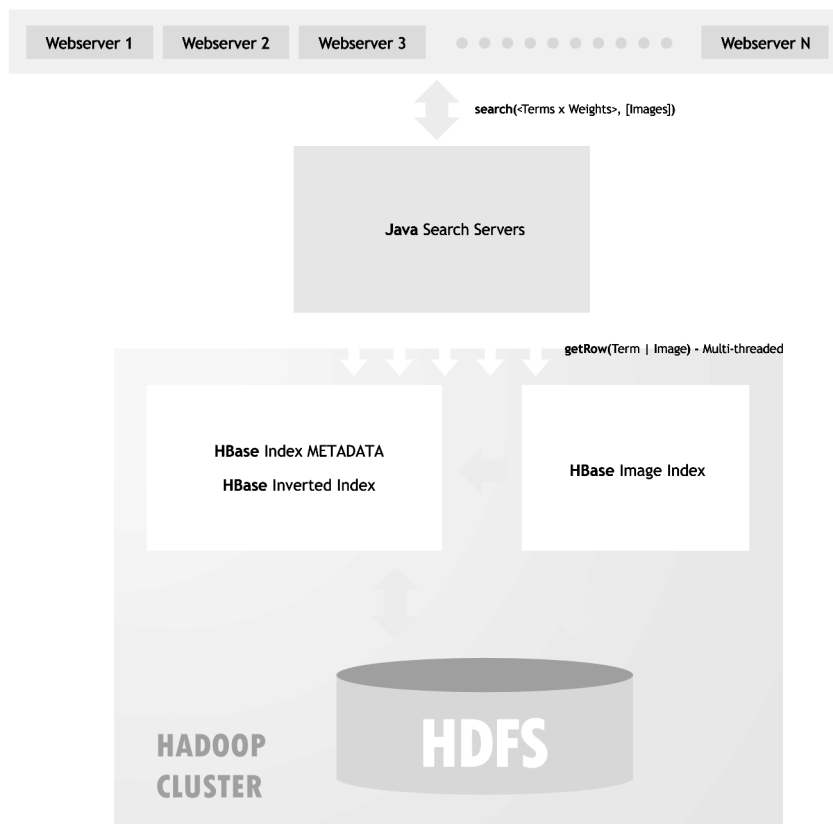 Webserver 1
Webserver 2
Webserver 3
Webserver N
search(<Terms x Weights>, [Images])
Java Search Servers
getRow(Term | Image) - Multi-threaded
HBase Index METADATA
HBase Inverted Index
HBase Image Index
HDFS
HADOOP
CLUSTER